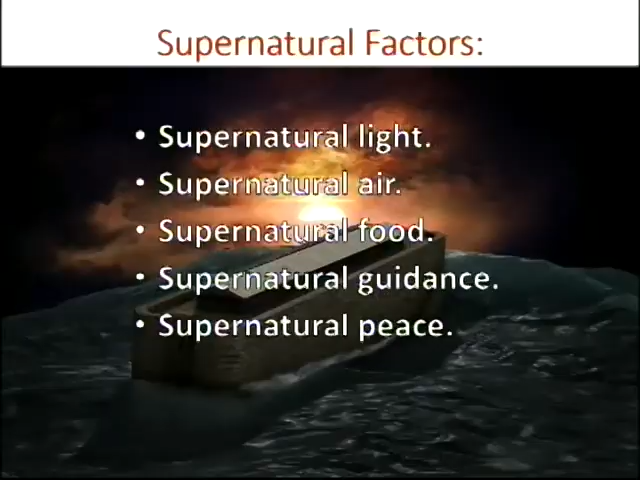 Supernatural Factors:
• Supernatural light.
• Supernatural air.
• Supernatural food.
• Supernatural guidance.
• Supernatural peace.